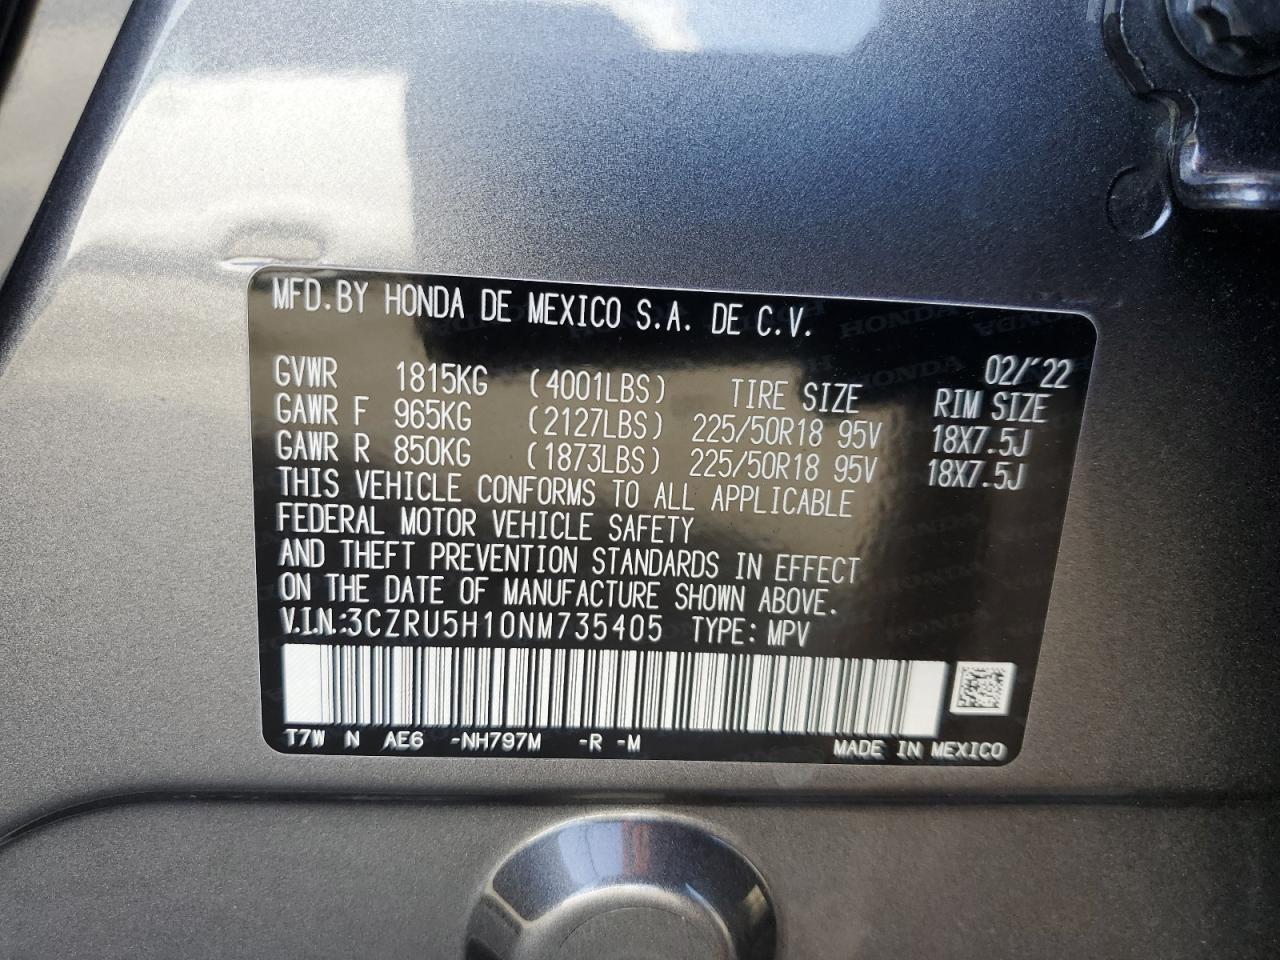 MFD.BY HONDA DE MEXICO S.A. DE C.V.
02/'22
GVWR 1815KG (4001LBS) TIRE SIZE RIM SIZE
GAWR F 965KG (2127LBS) 225/50R18 95V 18X7.5J
GAWR R 850KG (1873LBS) 225/50R18 95V 18X7.5J
THIS VEHICLE CONFORMS TO ALL APPLICABLE
FEDERAL MOTOR VEHICLE SAFETY
AND THEFT PREVENTION STANDARDS IN EFFECT
ON THE DATE OF MANUFACTURE SHOWN ABOVE.
V.I.N.:3CZRU5H10NM735405 TYPE: MPV
T7W N AE6 -NH797M -R -M MADE IN MEXICO